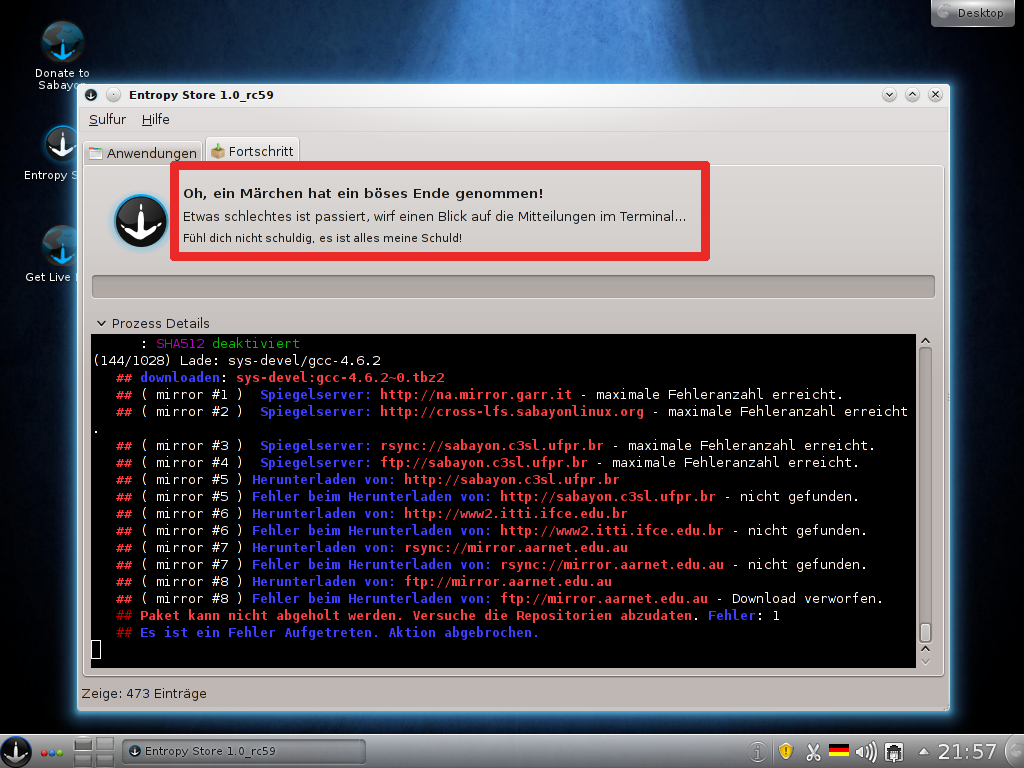 Desktop
Donate to
Sabayo
Entropy S
Get Live
Entropy Store 1.0_rc59
Sulfur Hilfe
Anwendungen Fortschritt
Oh, ein Märchen hat ein böses Ende genommen!
Etwas schlechtes ist passiert, wirf einen Blick auf die Mitteilungen im Terminal...
Fühl dich nicht schuldig, es ist alles meine Schuld!
Prozess Details
: SHA512 deaktiviert
(144/1028) Lade: sys-devel/gcc-4.6.2
## downloaden: sys-devel:gcc-4.6.2~0.tbz2
## ( mirror #1 ) Spiegelserver: http://na.mirror.garr.it - maximale Fehleranzahl erreicht.
## ( mirror #2 ) Spiegelserver: http://cross-lfs.sabayonlinux.org - maximale Fehleranzahl erreicht
.
## ( mirror #3 ) Spiegelserver: rsync://sabayon.c3sl.ufpr.br - maximale Fehleranzahl erreicht.
## ( mirror #4 ) Spiegelserver: ftp://sabayon.c3sl.ufpr.br - maximale Fehleranzahl erreicht.
## ( mirror #5 ) Herunterladen von: http://sabayon.c3sl.ufpr.br
## ( mirror #5 ) Fehler beim Herunterladen von: http://sabayon.c3sl.ufpr.br - nicht gefunden.
## ( mirror #6 ) Herunterladen von: http://www2.itti.ifce.edu.br
## ( mirror #6 ) Fehler beim Herunterladen von: http://www2.itti.ifce.edu.br - nicht gefunden.
## ( mirror #7 ) Herunterladen von: rsync://mirror.aarnet.edu.au
## ( mirror #7 ) Fehler beim Herunterladen von: rsync://mirror.aarnet.edu.au - nicht gefunden.
## ( mirror #8 ) Herunterladen von: ftp://mirror.aarnet.edu.au
## ( mirror #8 ) Fehler beim Herunterladen von: ftp://mirror.aarnet.edu.au - Download verworfen.
## Paket kann nicht abgeholt werden. Versuche die Repositorien abzudaten. Fehler: 1
## Es ist ein Fehler Aufgetreten. Aktion abgebrochen.
Zeige: 473 Einträge
Entropy Store 1.0_rc59
21:57